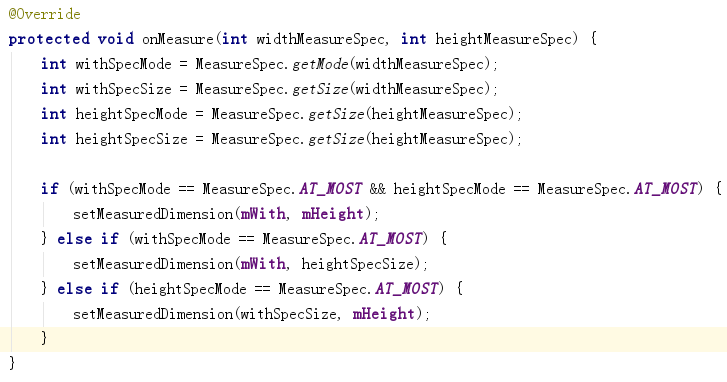 @Override
protected void onMeasure(int widthMeasureSpec, int heightMeasureSpec) {
    int withSpecMode = MeasureSpec.getMode(widthMeasureSpec);
    int withSpecSize = MeasureSpec.getSize(widthMeasureSpec);
    int heightSpecMode = MeasureSpec.getSize(heightMeasureSpec);
    int heightSpecSize = MeasureSpec.getSize(heightMeasureSpec);

    if (withSpecMode == MeasureSpec.AT_MOST && heightSpecMode == MeasureSpec.AT_MOST) {
        setMeasuredDimension(mWith, mHeight);
    } else if (withSpecMode == MeasureSpec.AT_MOST) {
        setMeasuredDimension(mWith, heightSpecSize);
    } else if (heightSpecMode == MeasureSpec.AT_MOST) {
        setMeasuredDimension(withSpecSize, mHeight);
    }
}